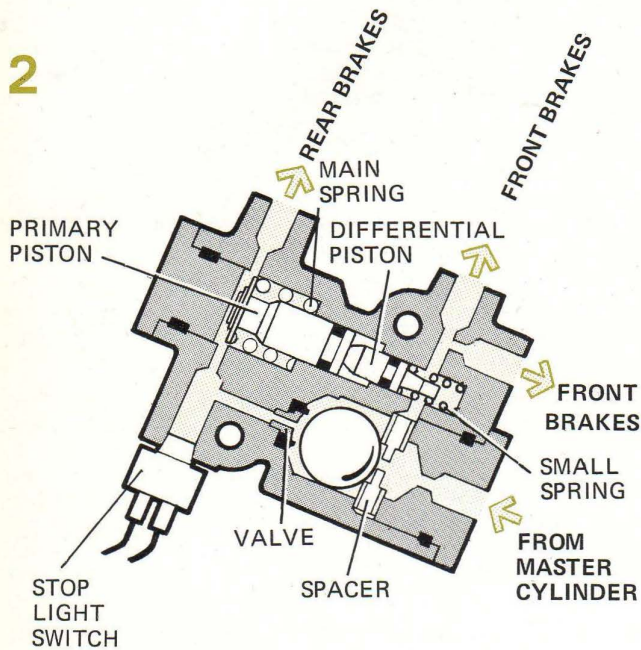 2
REAR BRAKES
FRONT BRAKES
MAIN
SPRING
PRIMARY
PISTON
DIFFERENTIAL
PISTON
FRONT
BRAKES
SMALL
SPRING
VALVE
SPACER
FROM
MASTER
CYLINDER
STOP
LIGHT
SWITCH